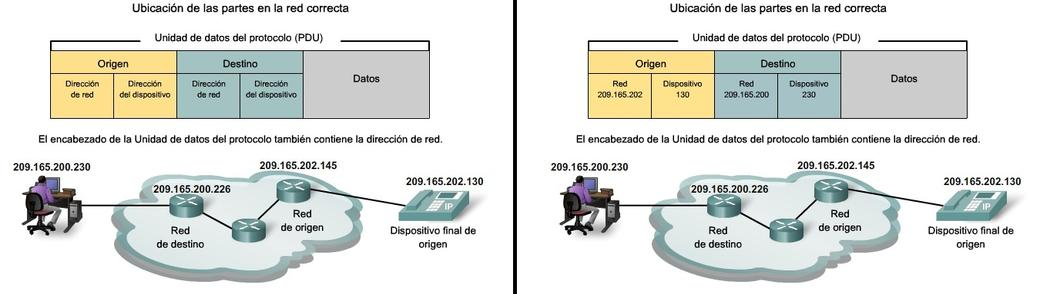 Ubicación de las partes en la red correcta
Unidad de datos del protocolo (PDU)
Origen
Destino
Datos
Dirección
de red
Dirección
del dispositivo
Dirección
de red
Dirección
del dispositivo
El encabezado de la Unidad de datos del protocolo también contiene la dirección de red.
209.165.200.230
209.165.200.226
209.165.202.145
209.165.202.130
IP
Red
de destino
Red
de origen
Dispositivo final de
origen
Ubicación de las partes en la red correcta
Unidad de datos del protocolo (PDU)
Origen
Destino
Datos
Red
209.165.202
Dispositivo
130
Red
209.165.200
Dispositivo
230
El encabezado de la Unidad de datos del protocolo también contiene la dirección de red.
209.165.200.230
209.165.200.226
209.165.202.145
209.165.202.130
IP
Red
de destino
Red
de origen
Dispositivo final de
origen